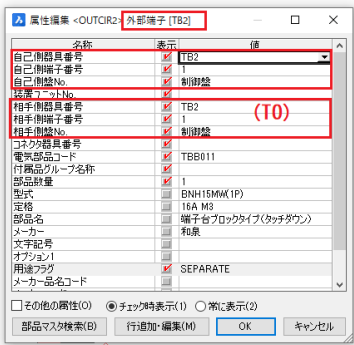 属性編集 <OUTCIR2> 外部端子 [TB2]
名称 表示 値
自己側器具番号 TB2
自己側端子番号 1
自己側盤No. 制御盤
装置ユニットNo.
相手側器具番号 TB2
相手側端子番号 1
相手側盤No. 制御盤
(TO)
コネクタ器具番号
電気部品コード TBB011
付属品グループ名称
部品数量 1
型式 BNH15MW(1P)
定格 16A M3
部品名 端子台ブロックタイプ(タッチダウン)
メーカー 和泉
文字記号
オプション1
用途フラグ SEPARATE
メーカー品名コード
その他の属性(O) チェック時表示(1) 常に表示(2)
部品マスタ検索(B) 行追加・編集(M) OK キャンセル